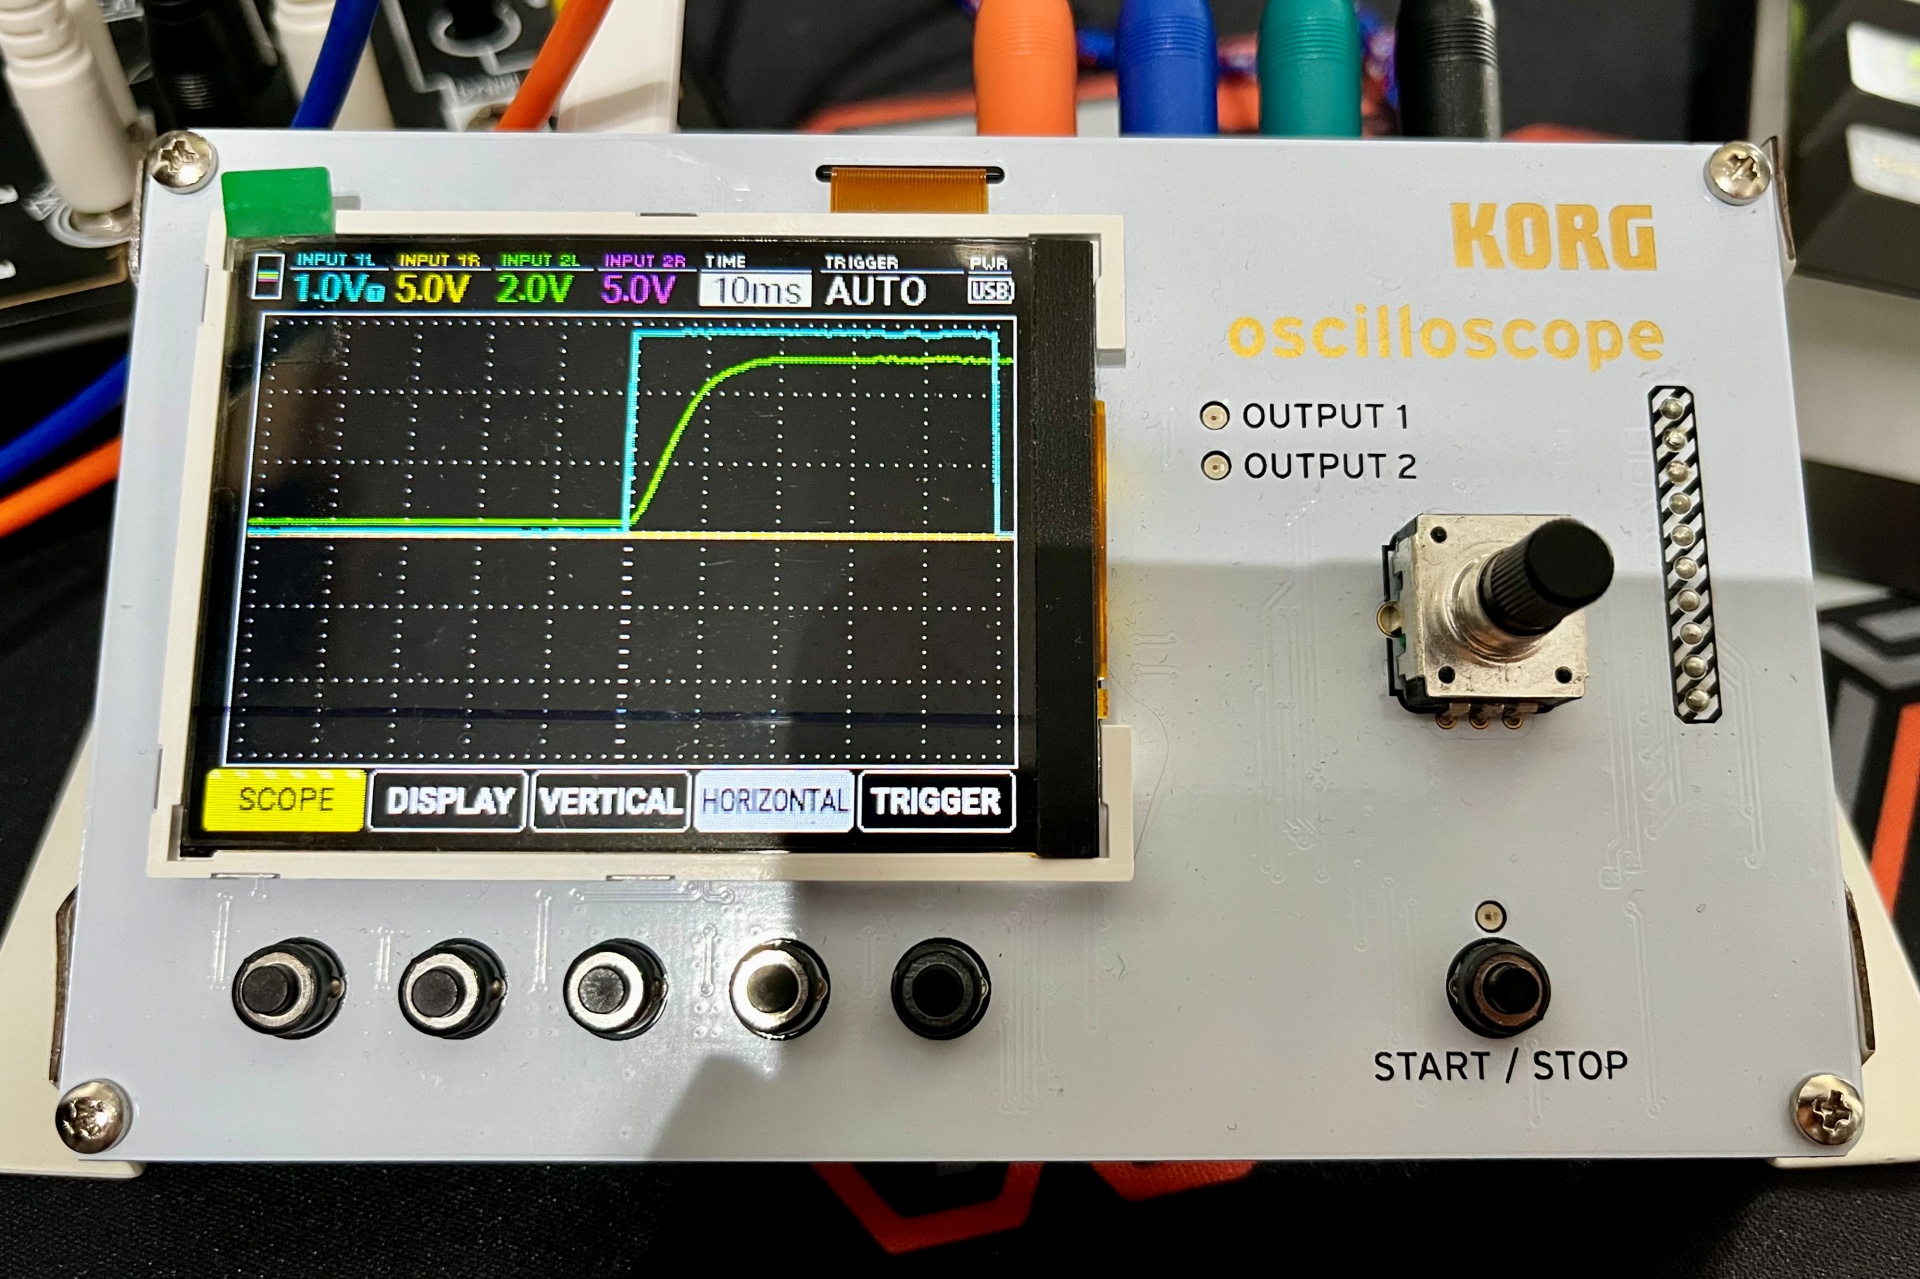 INPUT 1L INPUT 1R INPUT 2L INPUT 2R TIME TRIGGER PWR
1.0V T 5.0V 2.0V 5.0V 10ms AUTO USB
KORG
oscilloscope
OUTPUT 1
OUTPUT 2
SCOPE DISPLAY VERTICAL HORIZONTAL TRIGGER
START / STOP